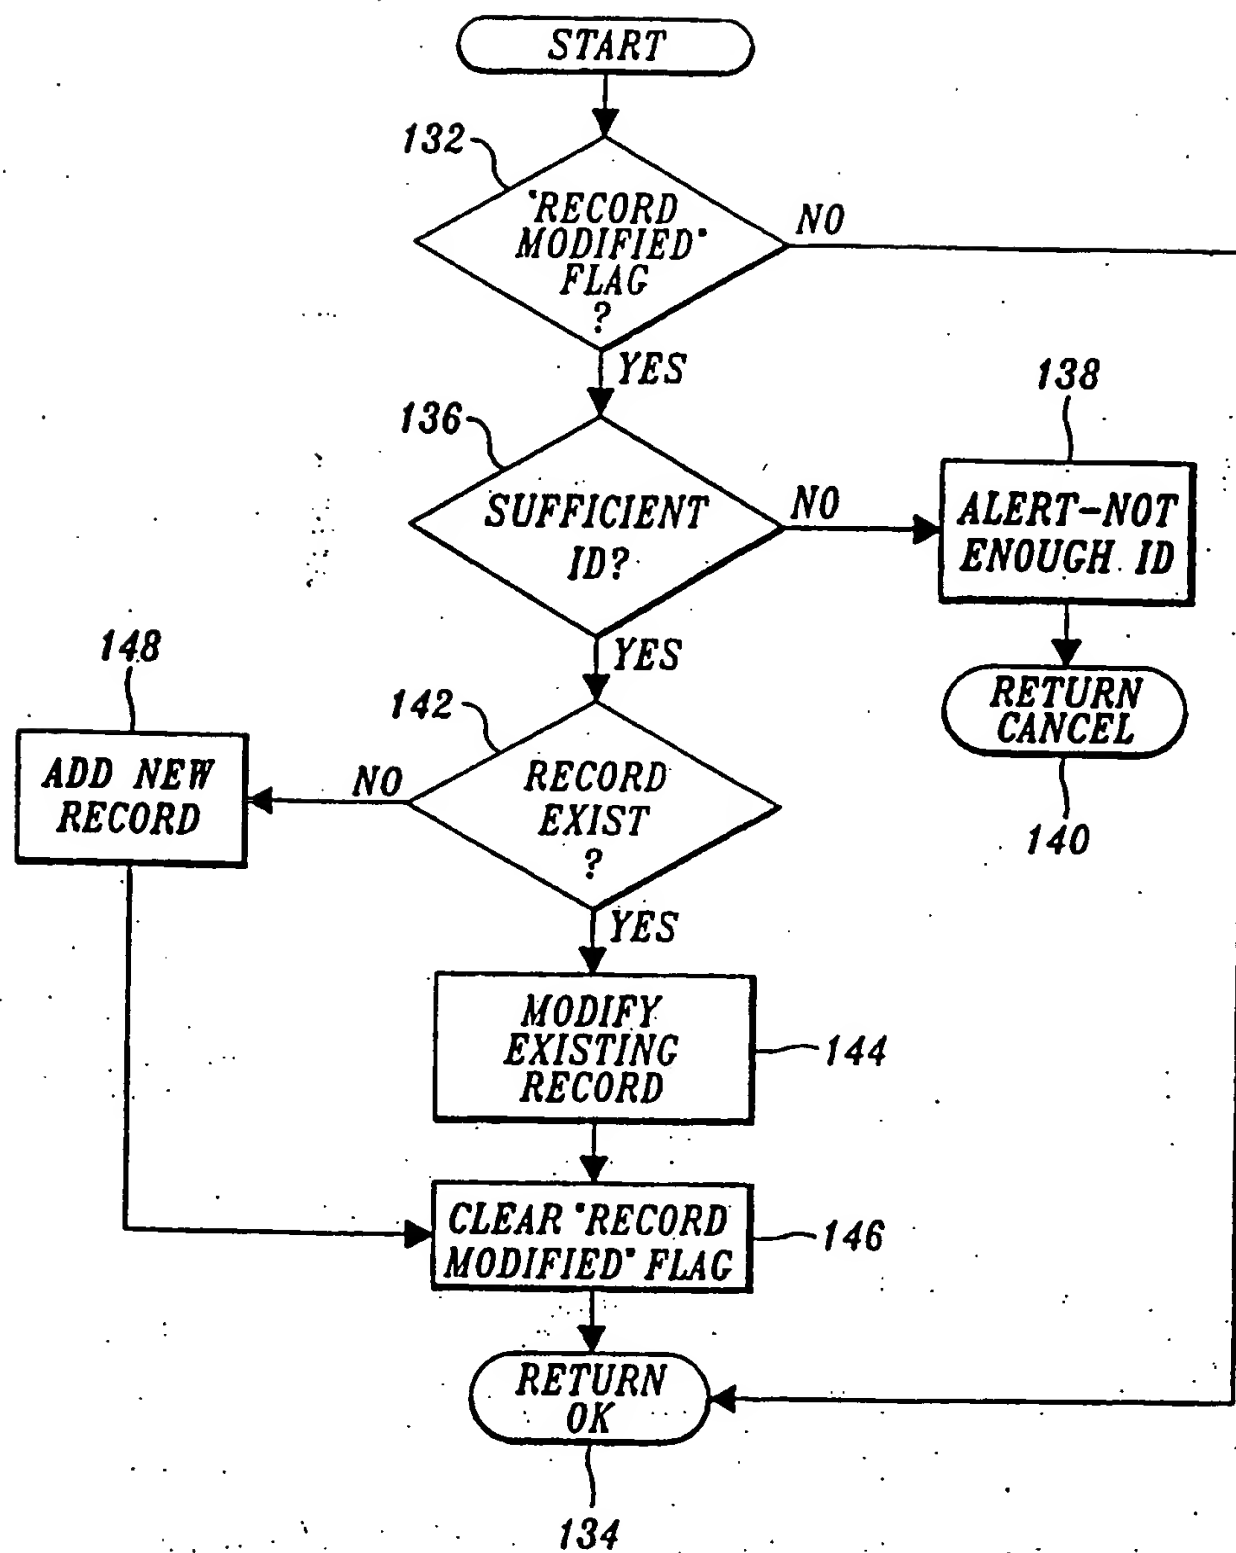 START
132
"RECORD
MODIFIED"
FLAG
?
NO
YES
136
SUFFICIENT
ID?
NO
138
ALERT-NOT
ENOUGH ID
RETURN
CANCEL
140
YES
142
RECORD
EXIST
?
NO
148
ADD NEW
RECORD
YES
MODIFY
EXISTING
RECORD
144
CLEAR "RECORD
MODIFIED" FLAG
146
RETURN
OK
134